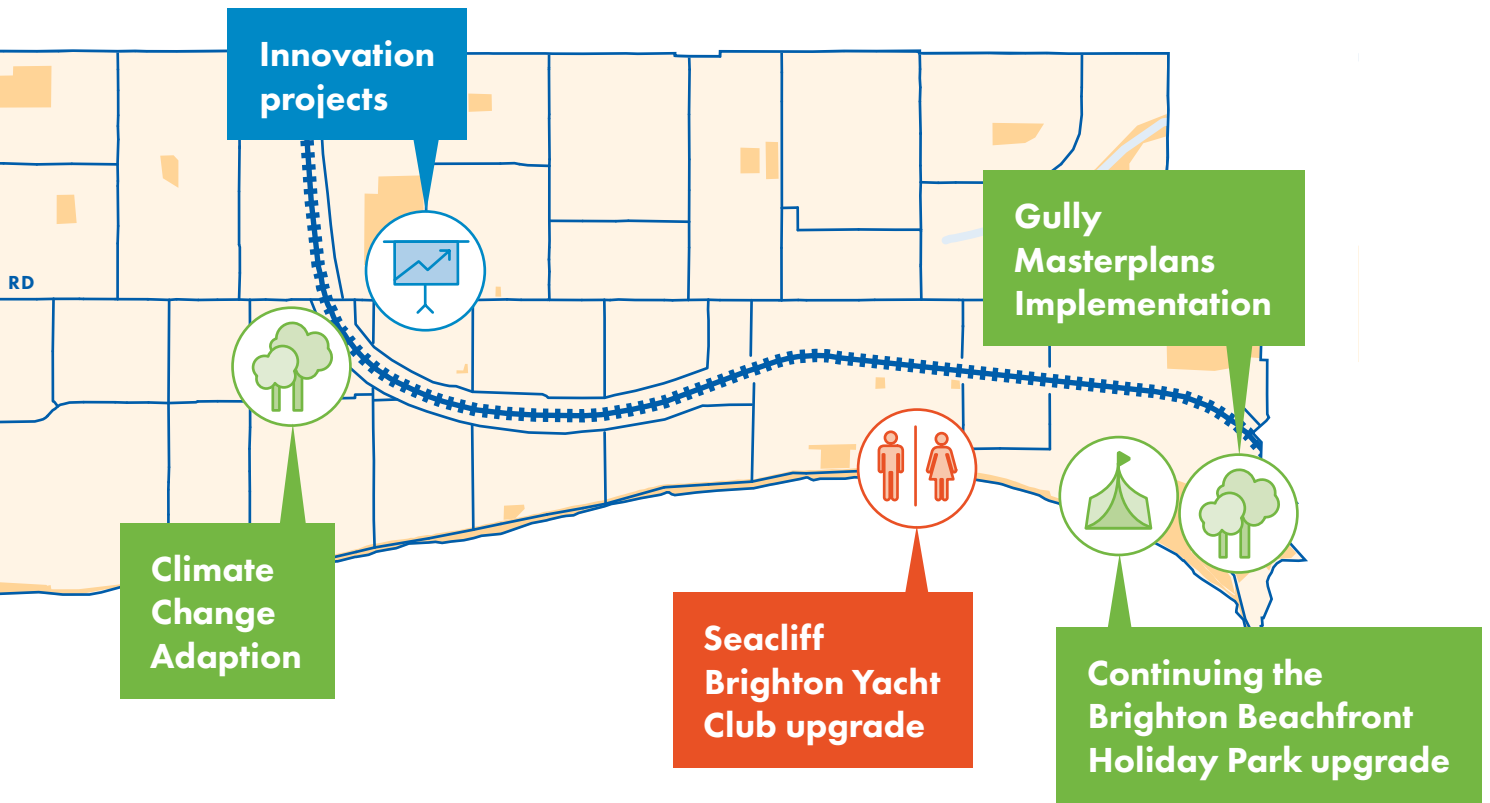 Innovation
projects
Gully
Masterplans
Implementation
RD
Climate
Change
Adaption
Seacliff
Brighton Yacht
Club upgrade
Continuing the
Brighton Beachfront
Holiday Park upgrade